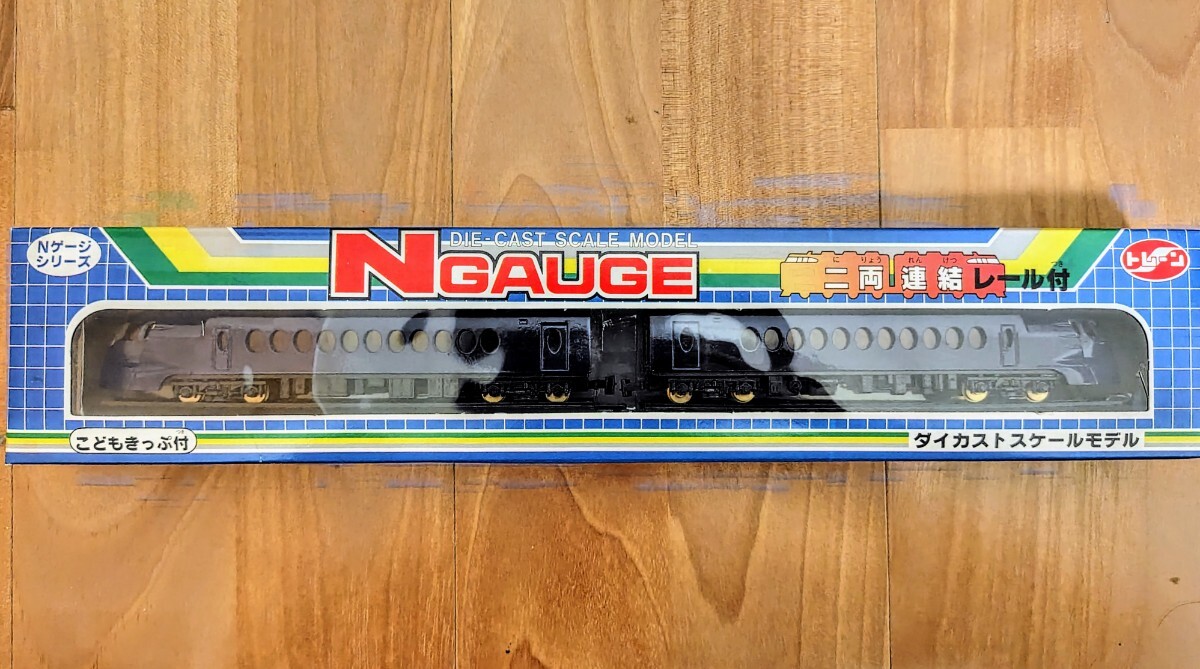 Nゲージ
シリーズ
DIE-CAST SCALE MODEL
N GAUGE
に りょう れん けつ つき
二両連結レール付
トレーン
こどもきっぷ付
ダイカストスケールモデル